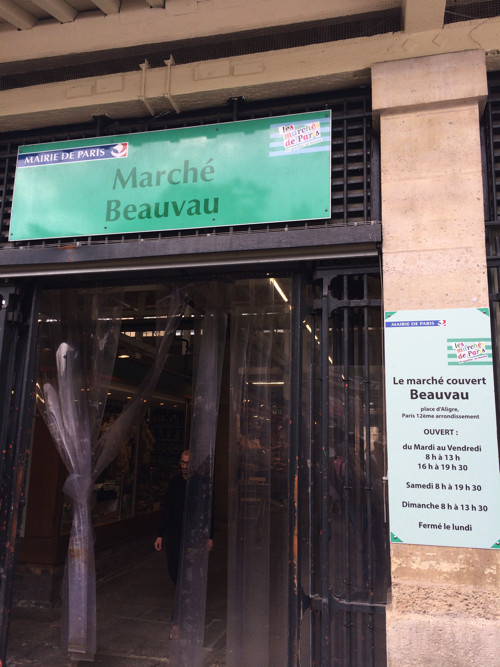 MAIRIE DE PARIS
les
marchés
de Paris
Marché
Beauvau
MAIRIE DE PARIS
les
marchés
de Paris
Le marché couvert
Beauvau
place d'Aligre,
Paris 12ème arrondissement
OUVERT :
du Mardi au Vendredi
8 h à 13 h
16 h à 19 h 30
Samedi 8 h à 19 h 30
Dimanche 8 h à 13 h 30
Fermé le lundi